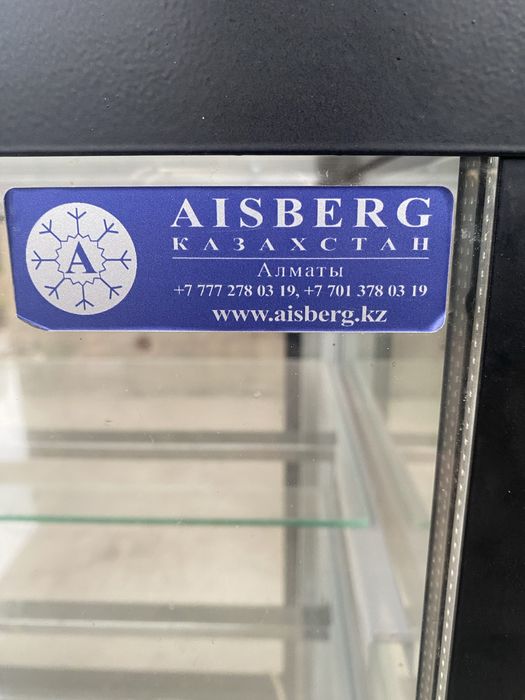 A
AISBERG
КАЗАХСТАН
Алматы
+7 777 278 03 19, +7 701 378 03 19
www.aisberg.kz